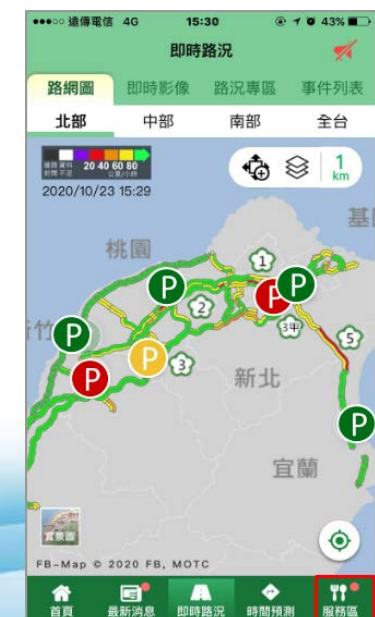 遠傳電信 4G 15:30 43%
即時路況
路網圖 即時影像 路況專區 事件列表
北部 中部 南部 全台
20 40 60 80
公里/小時
1 km
2020/10/23 15:29
桃園
1
P
P
P
2
3甲
P
P
P
3
5
新北
P
宜蘭
實景圖
FB-Map © 2020 FB, MOTC
首頁 最新消息 即時路況 時間預測 服務區